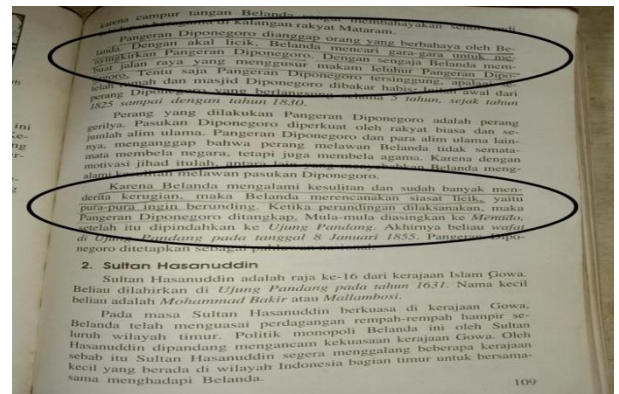 karena campur tangan Belanda
membahayakan
di kalangan rakyat Mataram.
Pangeran Diponegoro dianggap orang yang berbahaya oleh Be-
landa. Dengan akal licik, Belanda mencari gara-gara untuk me-
nyingkirkan Pangeran Diponegoro. Dengan sengaja Belanda mem-
buat jalan raya yang menggusur makam leluhur Pangeran Dipo-
negoro. Tentu saja Pangeran Diponegoro tersinggung, apalagi
telah rumah dan masjid Diponegoro dibakar habis. Inilah awal dari
perang Diponegoro yang berlangsung selama 5 tahun, sejak tahun
1825 sampai dengan tahun 1830.
Perang yang dilakukan Pangeran Diponegoro adalah perang
gerilya. Pasukan Diponegoro diperkuat oleh rakyat biasa dan se-
jumlah alim ulama. Pangeran Diponegoro dan para alim ulama lain-
nya, menganggap bahwa perang melawan Belanda tidak semata-
mata membela negara, tetapi juga membela agama. Karena dengan
motivasi jihad itulah, antara lain yang menyebabkan Belanda meng-
alami kesulitan melawan pasukan Diponegoro.
Karena Belanda mengalami kesulitan dan sudah banyak men-
derita kerugian, maka Belanda merencanakan siasat licik, yaitu
pura-pura ingin berunding. Ketika perundingan dilaksanakan, maka
Pangeran Diponegoro ditangkap. Mula-mula diasingkan ke Menado,
setelah itu dipindahkan ke Ujung Pandang. Akhirnya beliau wafat
di Ujung Pandang pada tanggal 8 Januari 1855. Pangeran Dipo-
negoro ditetapkan sebagai pahlawan nasional.
2. Sultan Hasanuddin
Sultan Hasanuddin adalah raja ke-16 dari kerajaan Islam Gowa.
Beliau dilahirkan di Ujung Pandang pada tahun 1631. Nama kecil
beliau adalah Mohammad Bakir atau Mallambosi.
Pada masa Sultan Hasanuddin berkuasa di kerajaan Gowa,
Belanda telah menguasai perdagangan rempah-rempah hampir se-
luruh wilayah timur. Politik monopoli Belanda ini oleh Sultan
Hasanuddin dipandang mengancam kekuasaan kerajaan Gowa. Oleh
sebab itu Sultan Hasanuddin segera menggalang beberapa kerajaan
kecil yang berada di wilayah Indonesia bagian timur untuk bersama-
sama menghadapi Belanda.
109